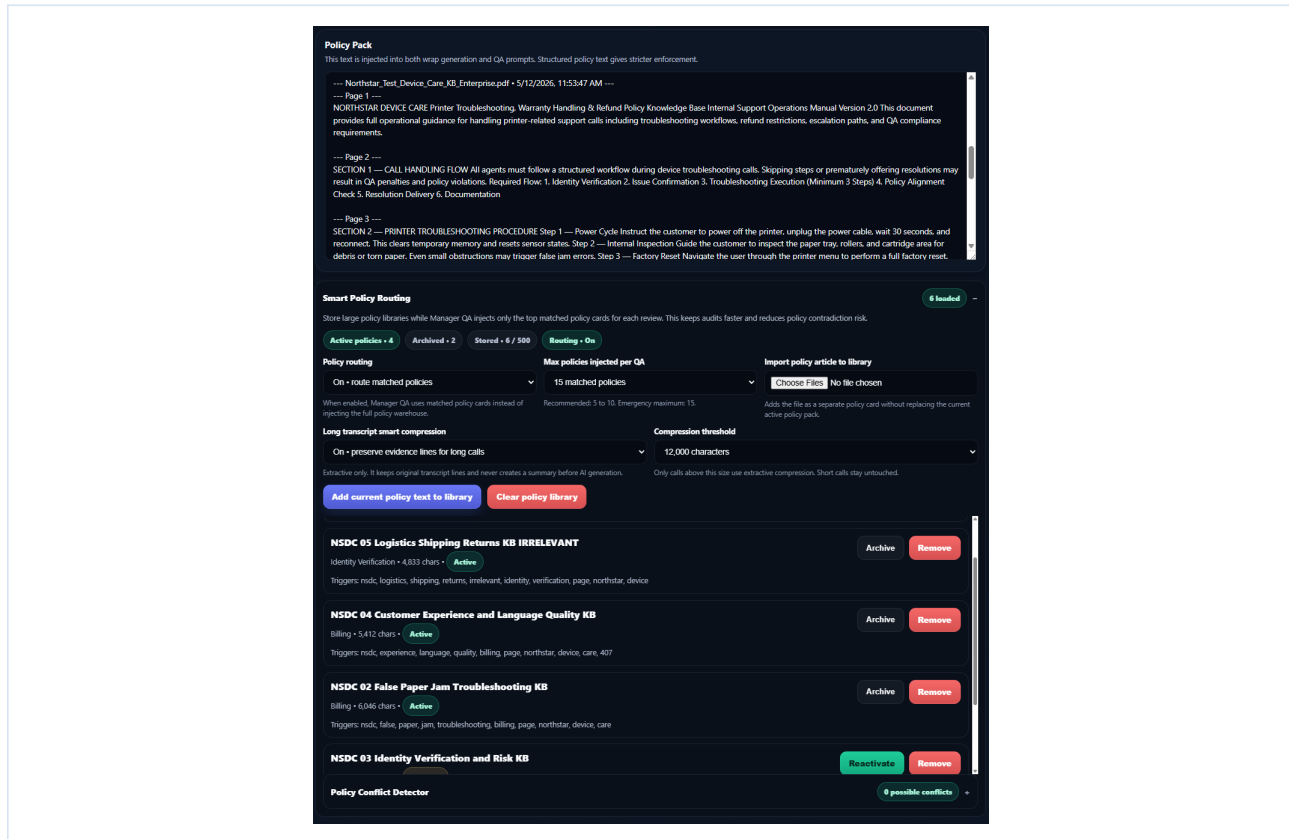 Policy Pack
This text is injected into both wrap generation and QA prompts. Structured policy text gives stricter enforcement.
--- Northstar_Test_Device_Care_KB_Enterprise.pdf • 5/12/2026, 11:53:47 AM ---
--- Page 1 ---
NORTHSTAR DEVICE CARE Printer Troubleshooting, Warranty Handling & Refund Policy Knowledge Base Internal Support Operations Manual Version 2.0 This document
provides full operational guidance for handling printer-related support calls including troubleshooting workflows, refund restrictions, escalation paths, and QA compliance
requirements.
--- Page 2 ---
SECTION 1 — CALL HANDLING FLOW All agents must follow a structured workflow during device troubleshooting calls. Skipping steps or prematurely offering resolutions may
result in QA penalties and policy violations. Required Flow: 1. Identity Verification 2. Issue Confirmation 3. Troubleshooting Execution (Minimum 3 Steps) 4. Policy Alignment
Check 5. Resolution Delivery 6. Documentation
--- Page 3 ---
SECTION 2 — PRINTER TROUBLESHOOTING PROCEDURE Step 1 — Power Cycle Instruct the customer to power off the printer, unplug the power cable, wait 30 seconds, and
reconnect. This clears temporary memory and resets sensor states. Step 2 — Internal Inspection Guide the customer to inspect the paper tray, rollers, and cartridge area for
debris or torn paper. Even small obstructions may trigger false jam errors. Step 3 — Factory Reset Navigate the user through the printer menu to perform a full factory reset.
Smart Policy Routing
6 loaded −
Store large policy libraries while Manager QA injects only the top matched policy cards for each review. This keeps audits faster and reduces policy contradiction risk.
Active policies • 4 Archived • 2 Stored • 6 / 500 Routing • On
Policy routing Max policies injected per QA Import policy article to library
On • route matched policies 15 matched policies Choose Files No file chosen
When enabled, Manager QA uses matched policy cards instead of
injecting the full policy warehouse.
Recommended: 5 to 10. Emergency maximum: 15.
Adds the file as a separate policy card without replacing the current
active policy pack.
Long transcript smart compression Compression threshold
On • preserve evidence lines for long calls 12,000 characters
Extractive only. It keeps original transcript lines and never creates a summary before AI generation. Only calls above this size use extractive compression. Short calls stay untouched.
Add current policy text to library Clear policy library
NSDC 05 Logistics Shipping Returns KB IRRELEVANT
Archive Remove
Identity Verification • 4,833 chars • Active
Triggers: nsdc, logistics, shipping, returns, irrelevant, identity, verification, page, northstar, device
NSDC 04 Customer Experience and Language Quality KB
Archive Remove
Billing • 5,412 chars • Active
Triggers: nsdc, experience, language, quality, billing, page, northstar, device, care, 407
NSDC 02 False Paper Jam Troubleshooting KB
Archive Remove
Billing • 6,046 chars • Active
Triggers: nsdc, false, paper, jam, troubleshooting, billing, page, northstar, device, care
NSDC 03 Identity Verification and Risk KB
Reactivate Remove
Policy Conflict Detector
0 possible conflicts +